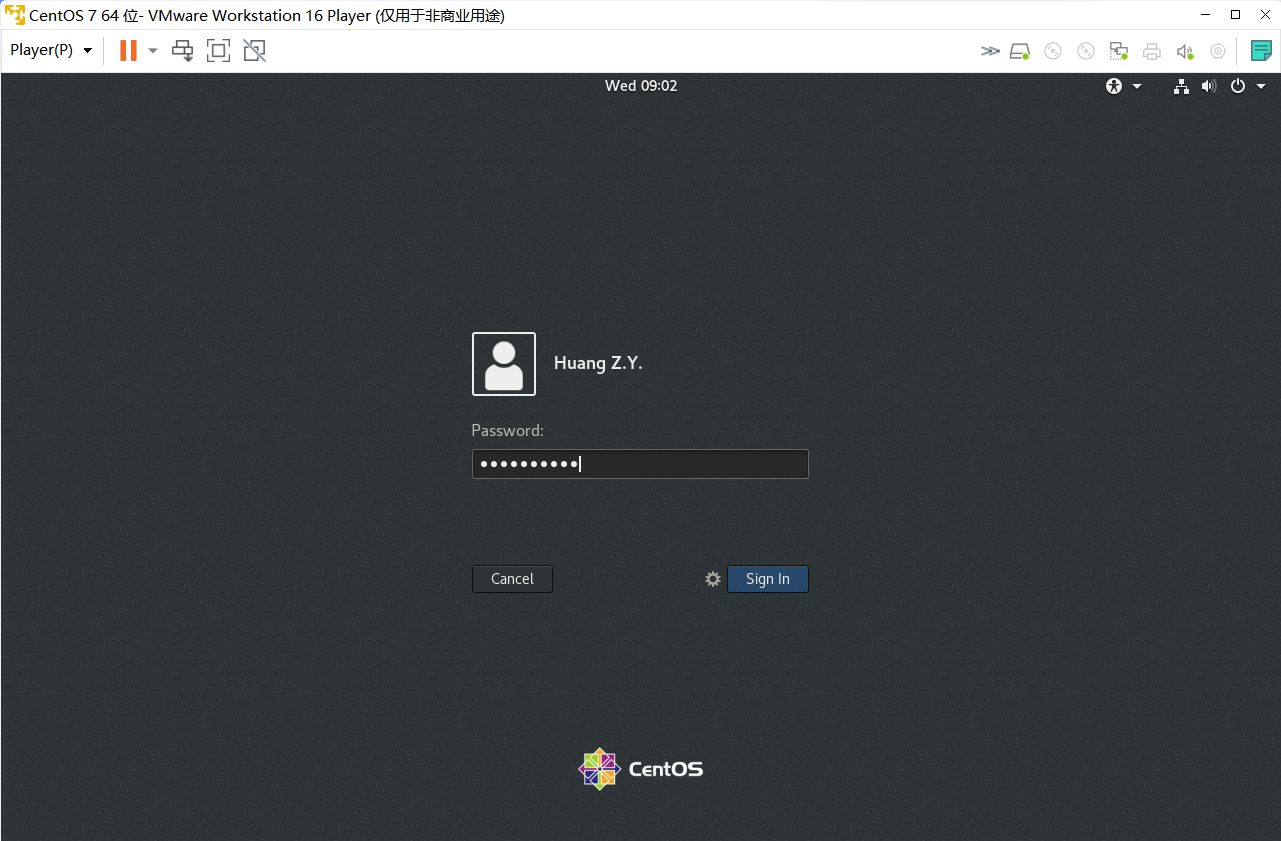 CentOS 7 64 位- VMware Workstation 16 Player (仅用于非商业用途)
Player(P)
Wed 09:02
Huang Z.Y.
Password:
Cancel
Sign In
CentOS